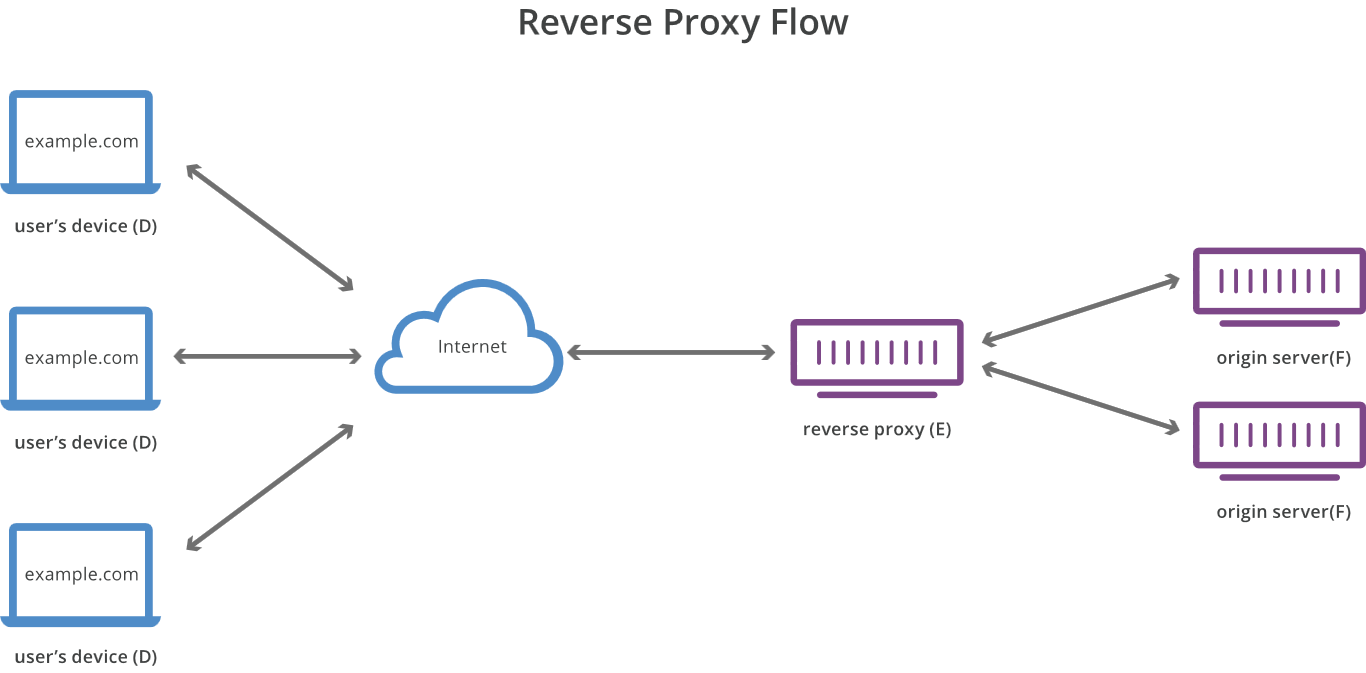 Reverse Proxy Flow
example.com
user’s device (D)
example.com
user’s device (D)
example.com
user’s device (D)
Internet
reverse proxy (E)
origin server(F)
origin server(F)